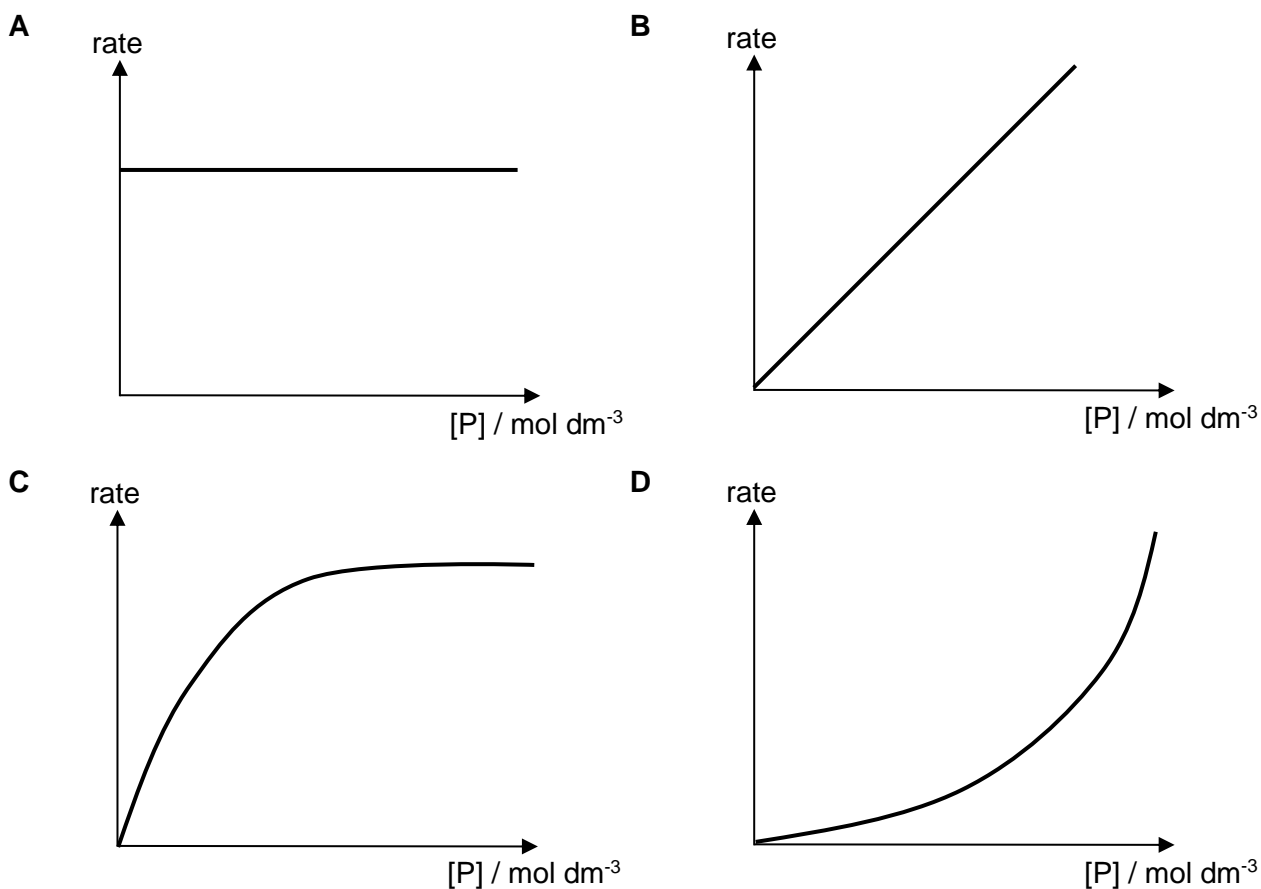 A
rate
[P] / mol dm-3
B
rate
[P] / mol dm-3
C
rate
[P] / mol dm-3
D
rate
[P] / mol dm-3